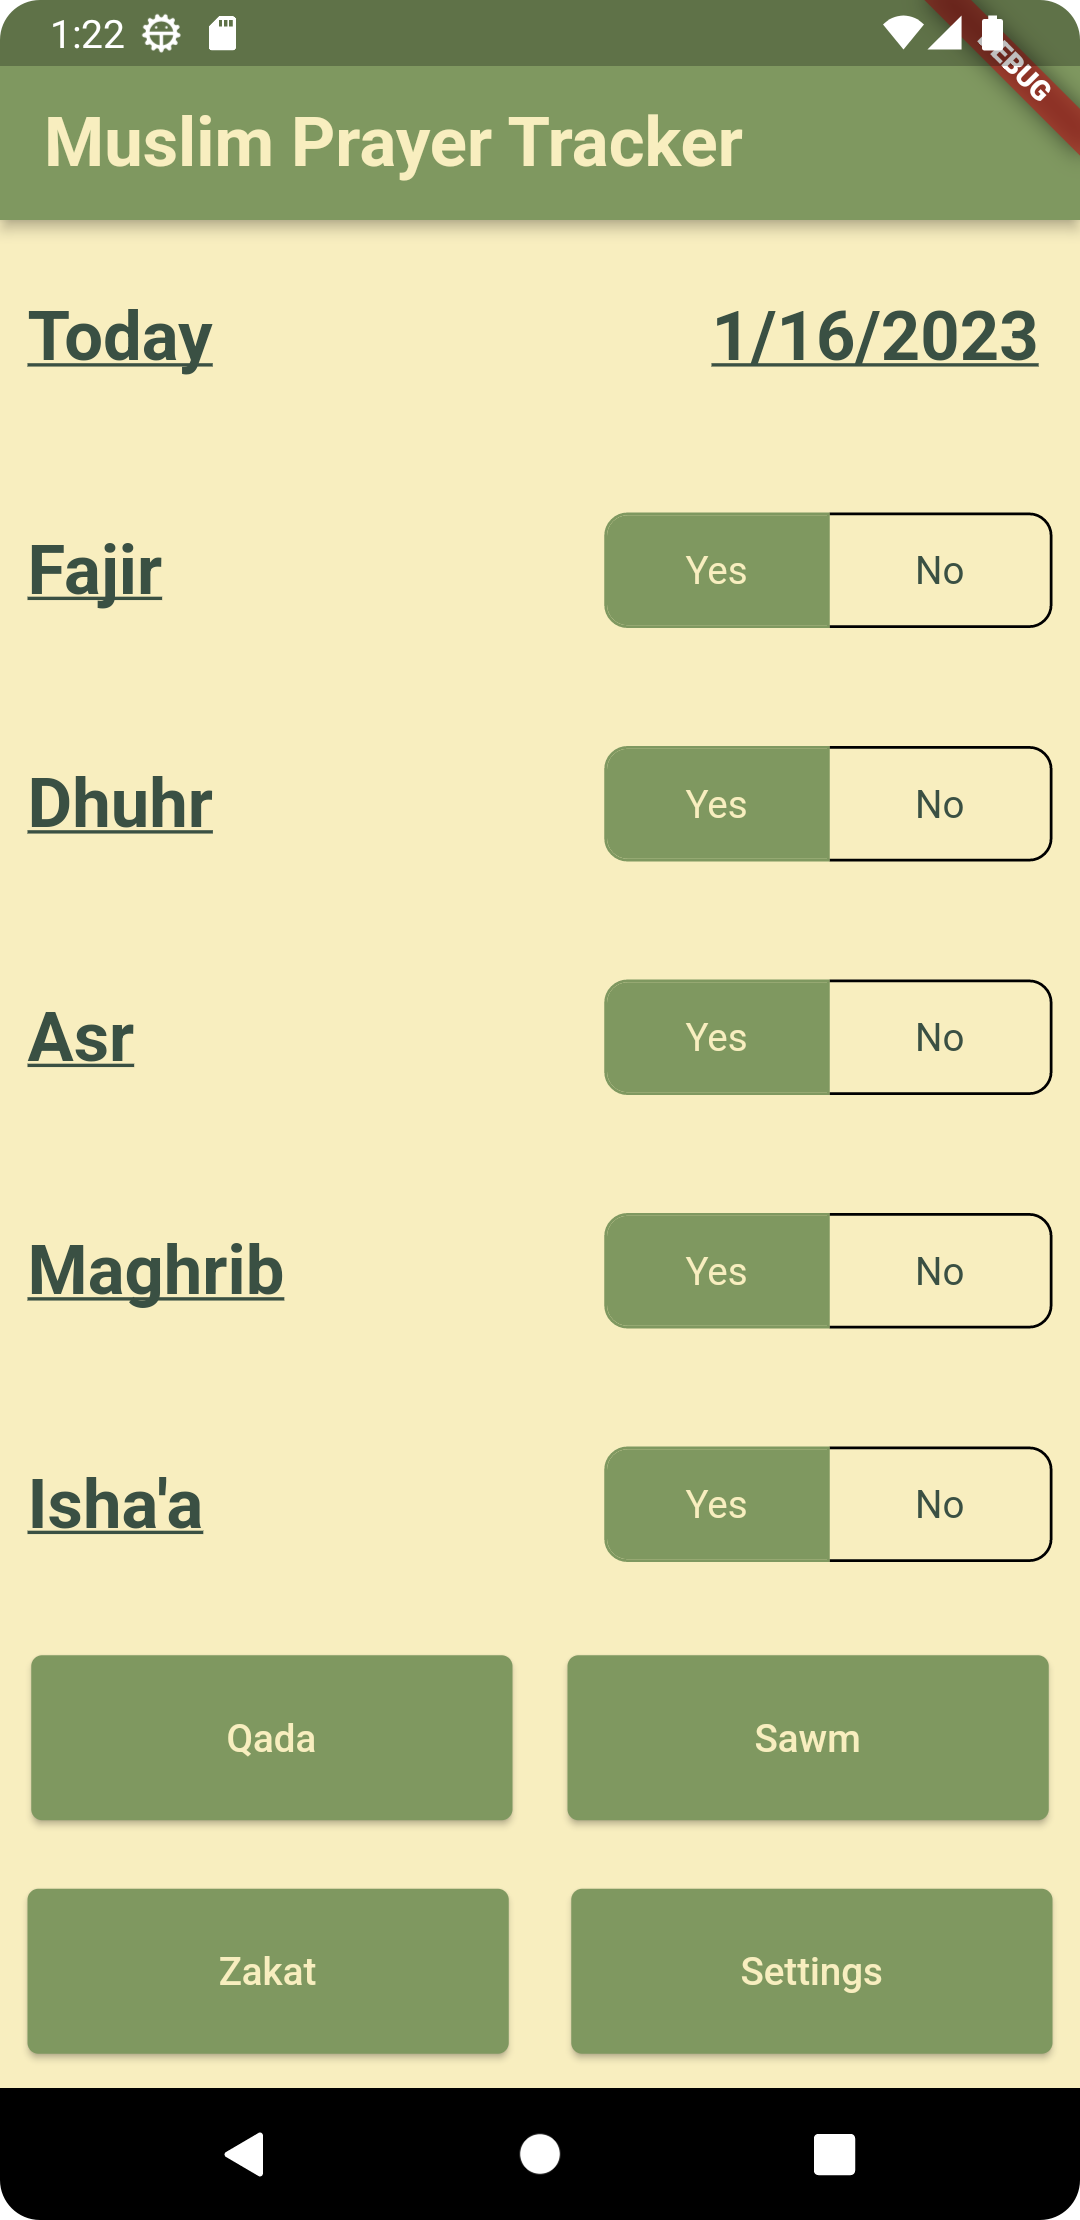 1:22
DEBUG
Muslim Prayer Tracker
Today 1/16/2023
Fajir Yes No
Dhuhr Yes No
Asr Yes No
Maghrib Yes No
Isha'a Yes No
Qada Sawm
Zakat Settings